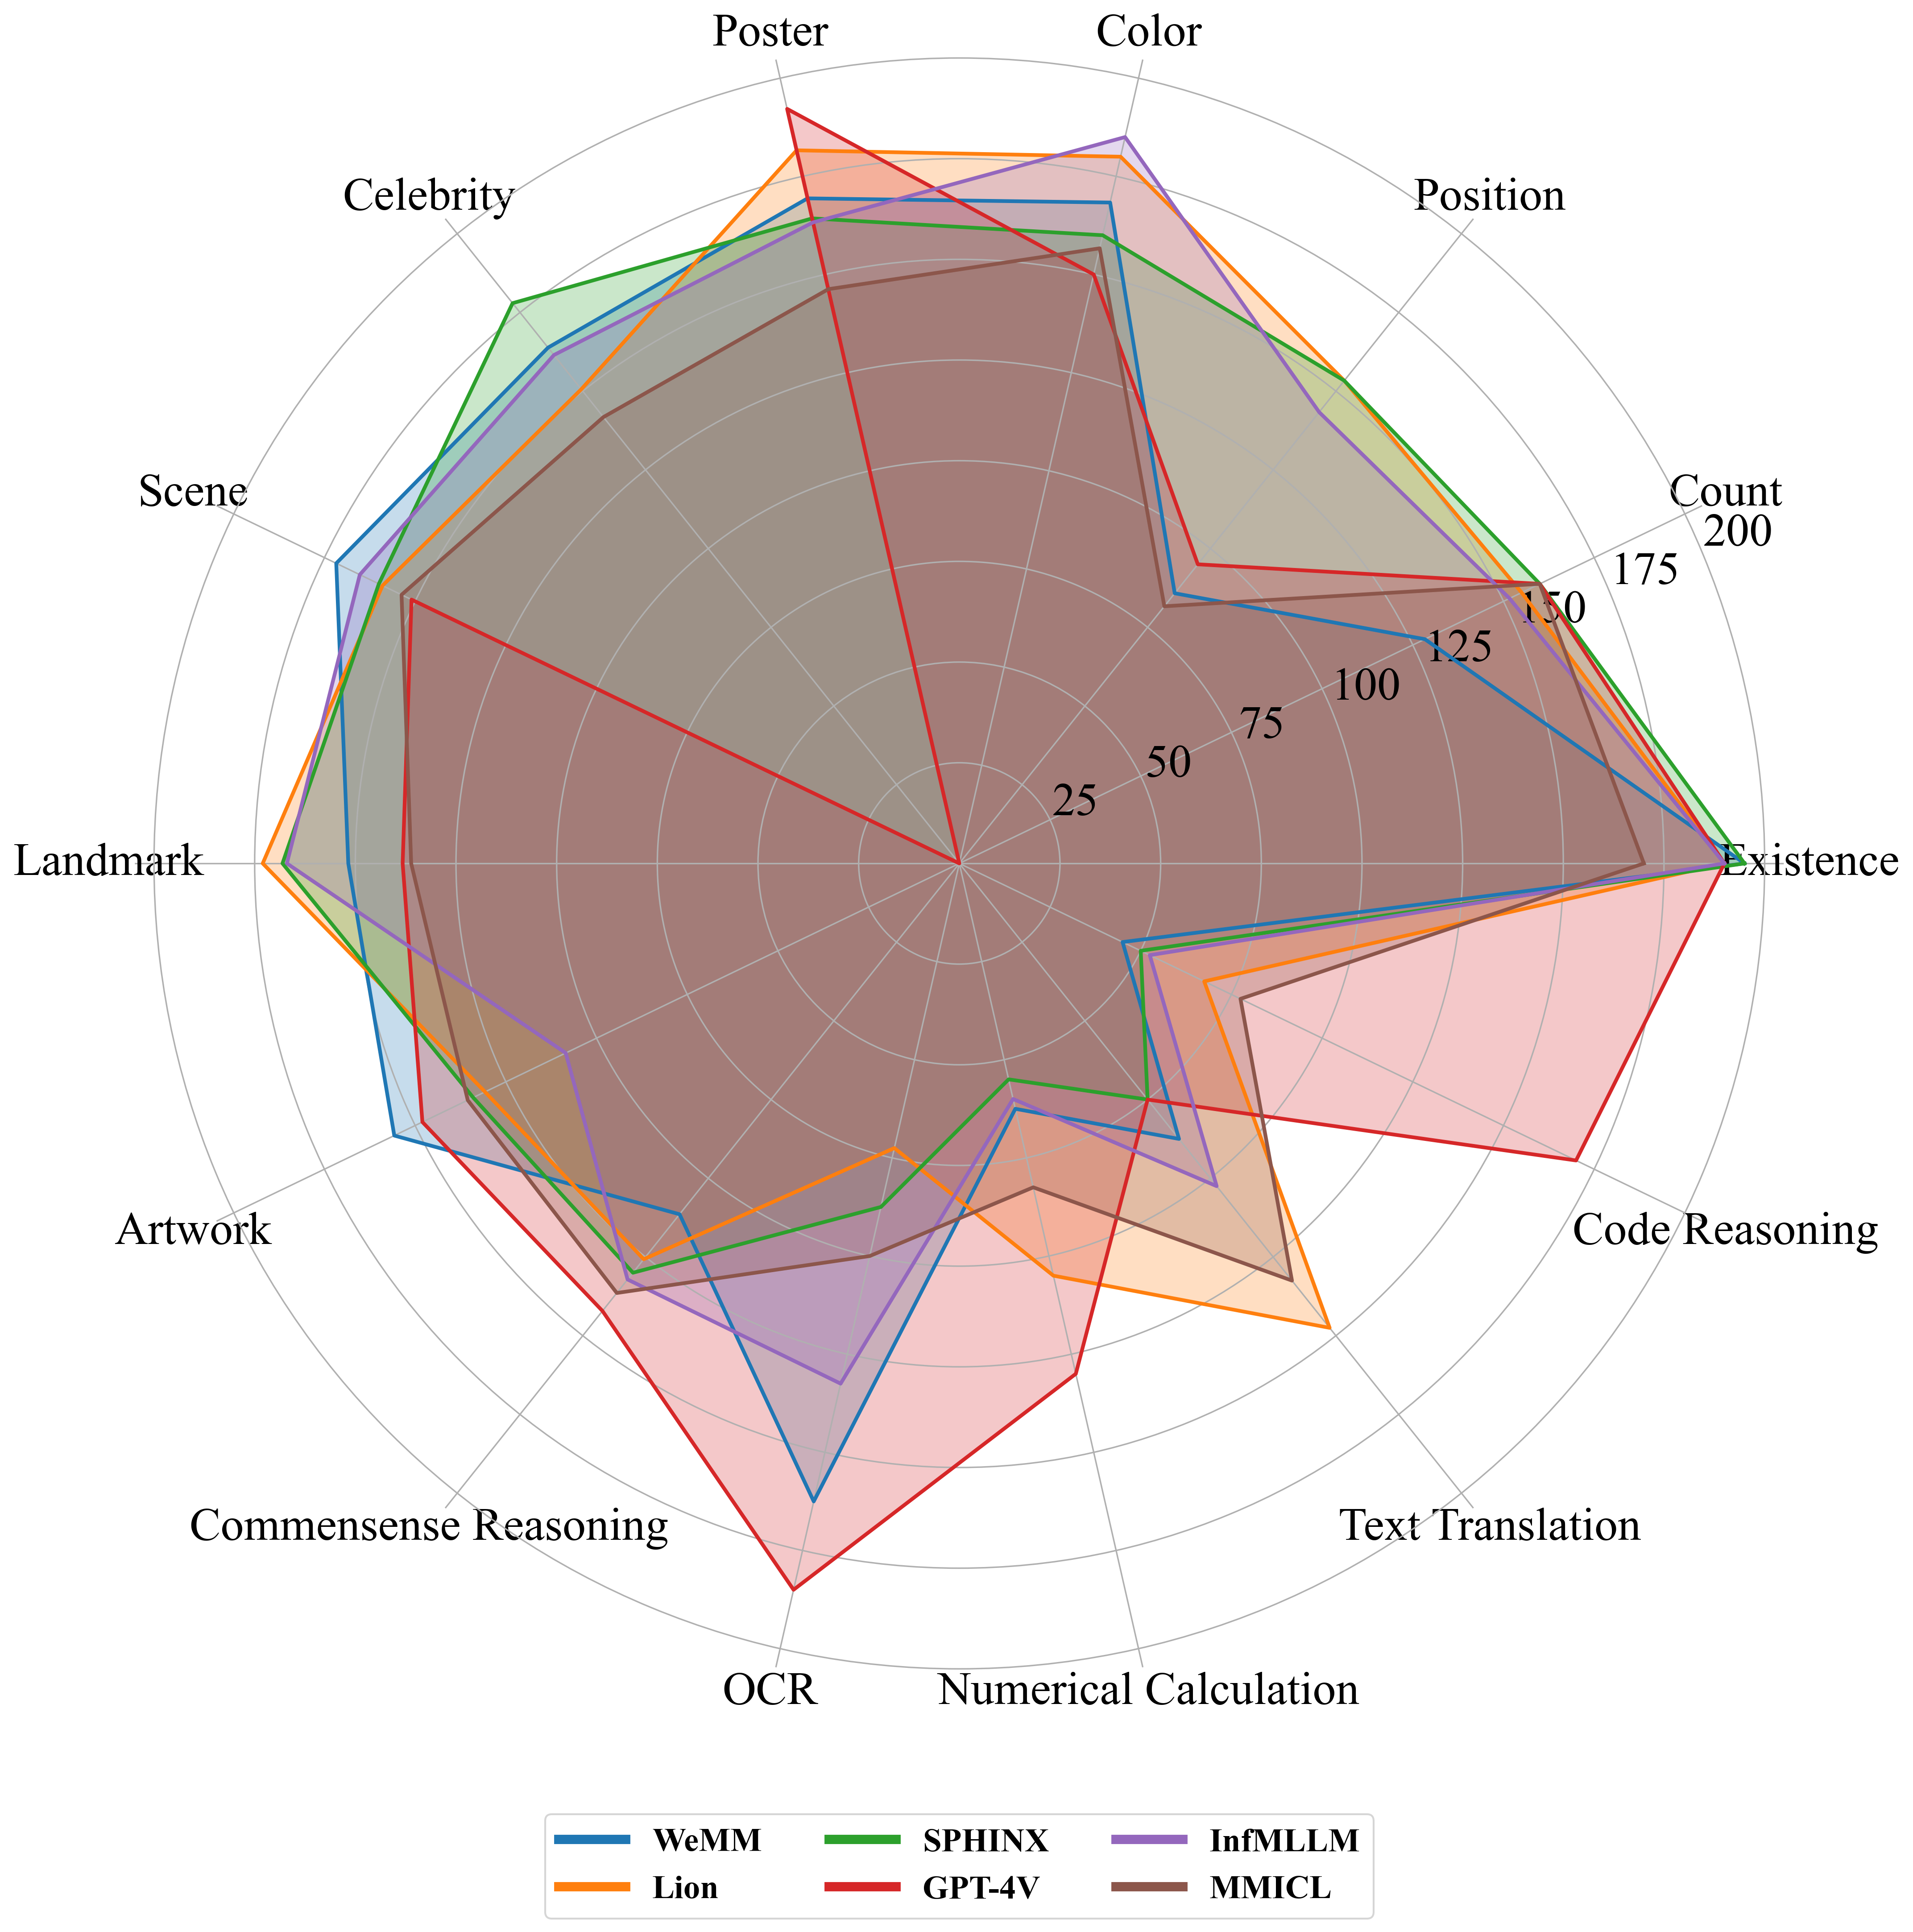 Poster
Color
Celebrity
Position
Scene
Count
200
175
150
125
100
75
50
25
Landmark
Existence
Artwork
Code Reasoning
Commensense Reasoning
Text Translation
OCR
Numerical Calculation
WeMM
SPHINX
InfMLLM
Lion
GPT-4V
MMICL